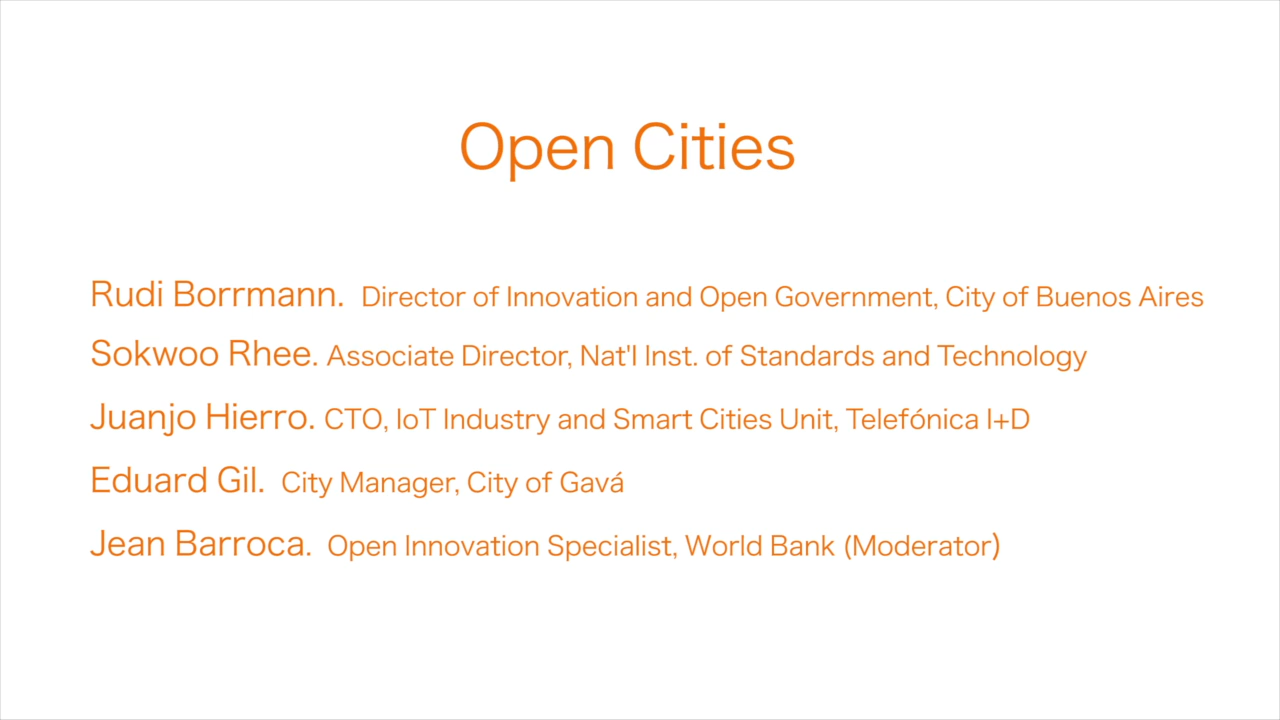 Open Cities
Rudi Borrmann. Director of Innovation and Open Government, City of Buenos Aires
Sokwoo Rhee. Associate Director, Nat'l Inst. of Standards and Technology
Juanjo Hierro. CTO, IoT Industry and Smart Cities Unit, Telefónica I+D
Eduard Gil. City Manager, City of Gavá
Jean Barroca. Open Innovation Specialist, World Bank (Moderator)